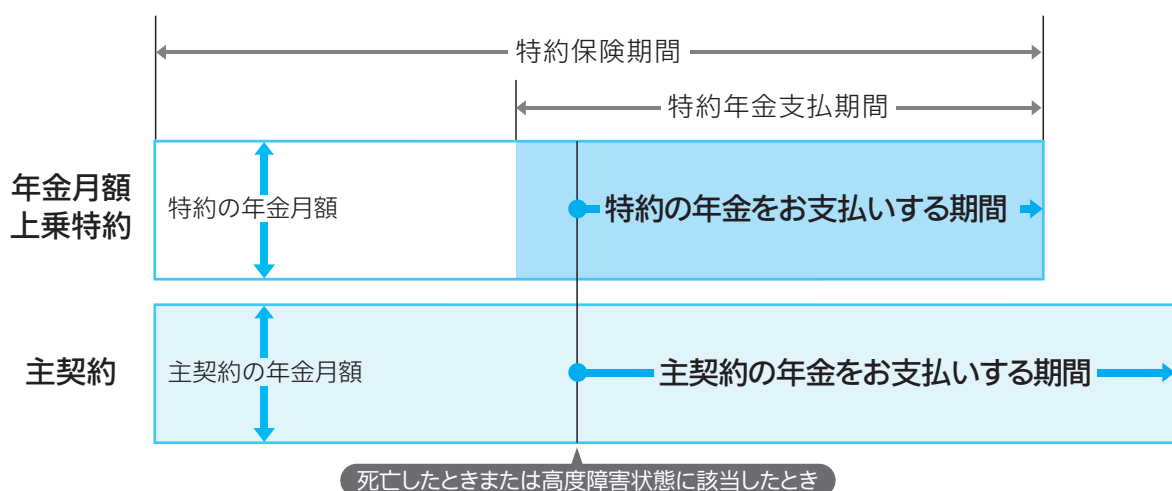 特約保険期間
特約年金支払期間
年金月額
上乗特約
特約の年金月額
特約の年金をお支払いする期間
主契約
主契約の年金月額
主契約の年金をお支払いする期間
死亡したときまたは高度障害状態に該当したとき